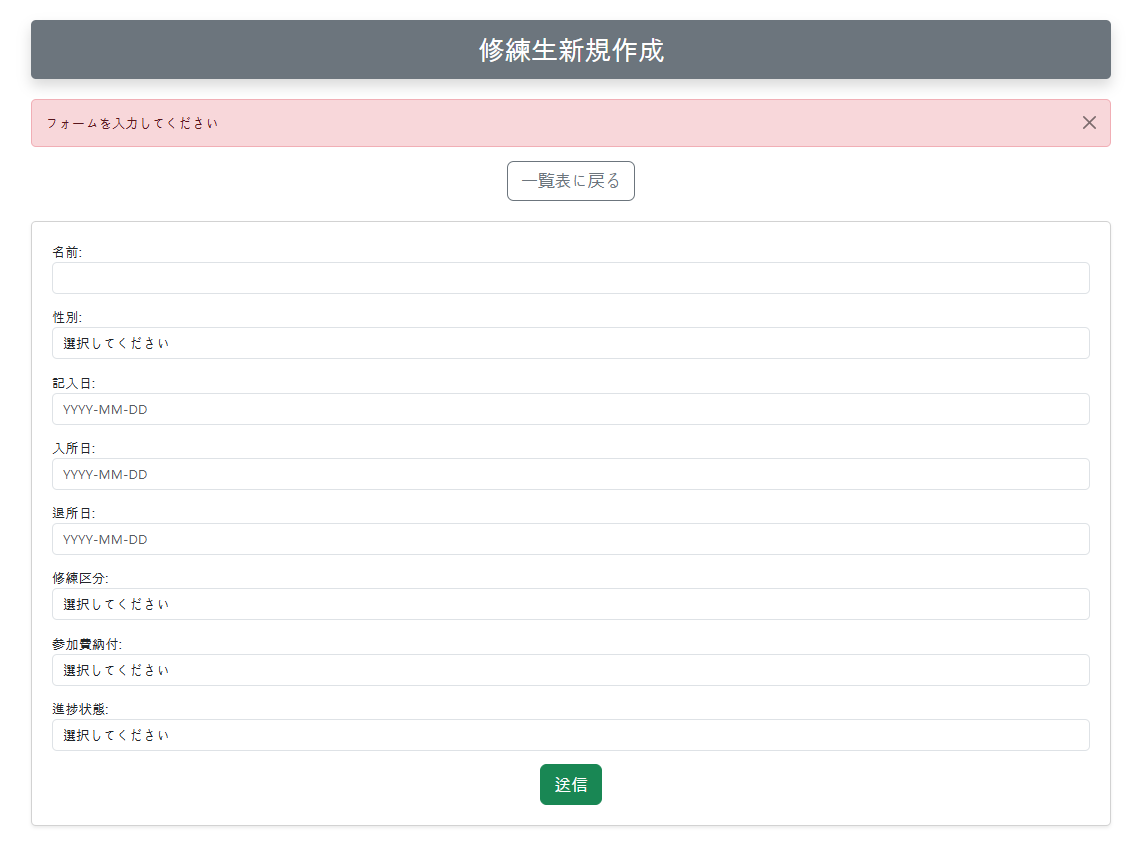 修練生新規作成
フォームを入力してください
一覧表に戻る
名前:
性別:
選択してください
記入日:
YYYY-MM-DD
入所日:
YYYY-MM-DD
退所日:
YYYY-MM-DD
修練区分:
選択してください
参加費納付:
選択してください
進捗状態:
選択してください
送信